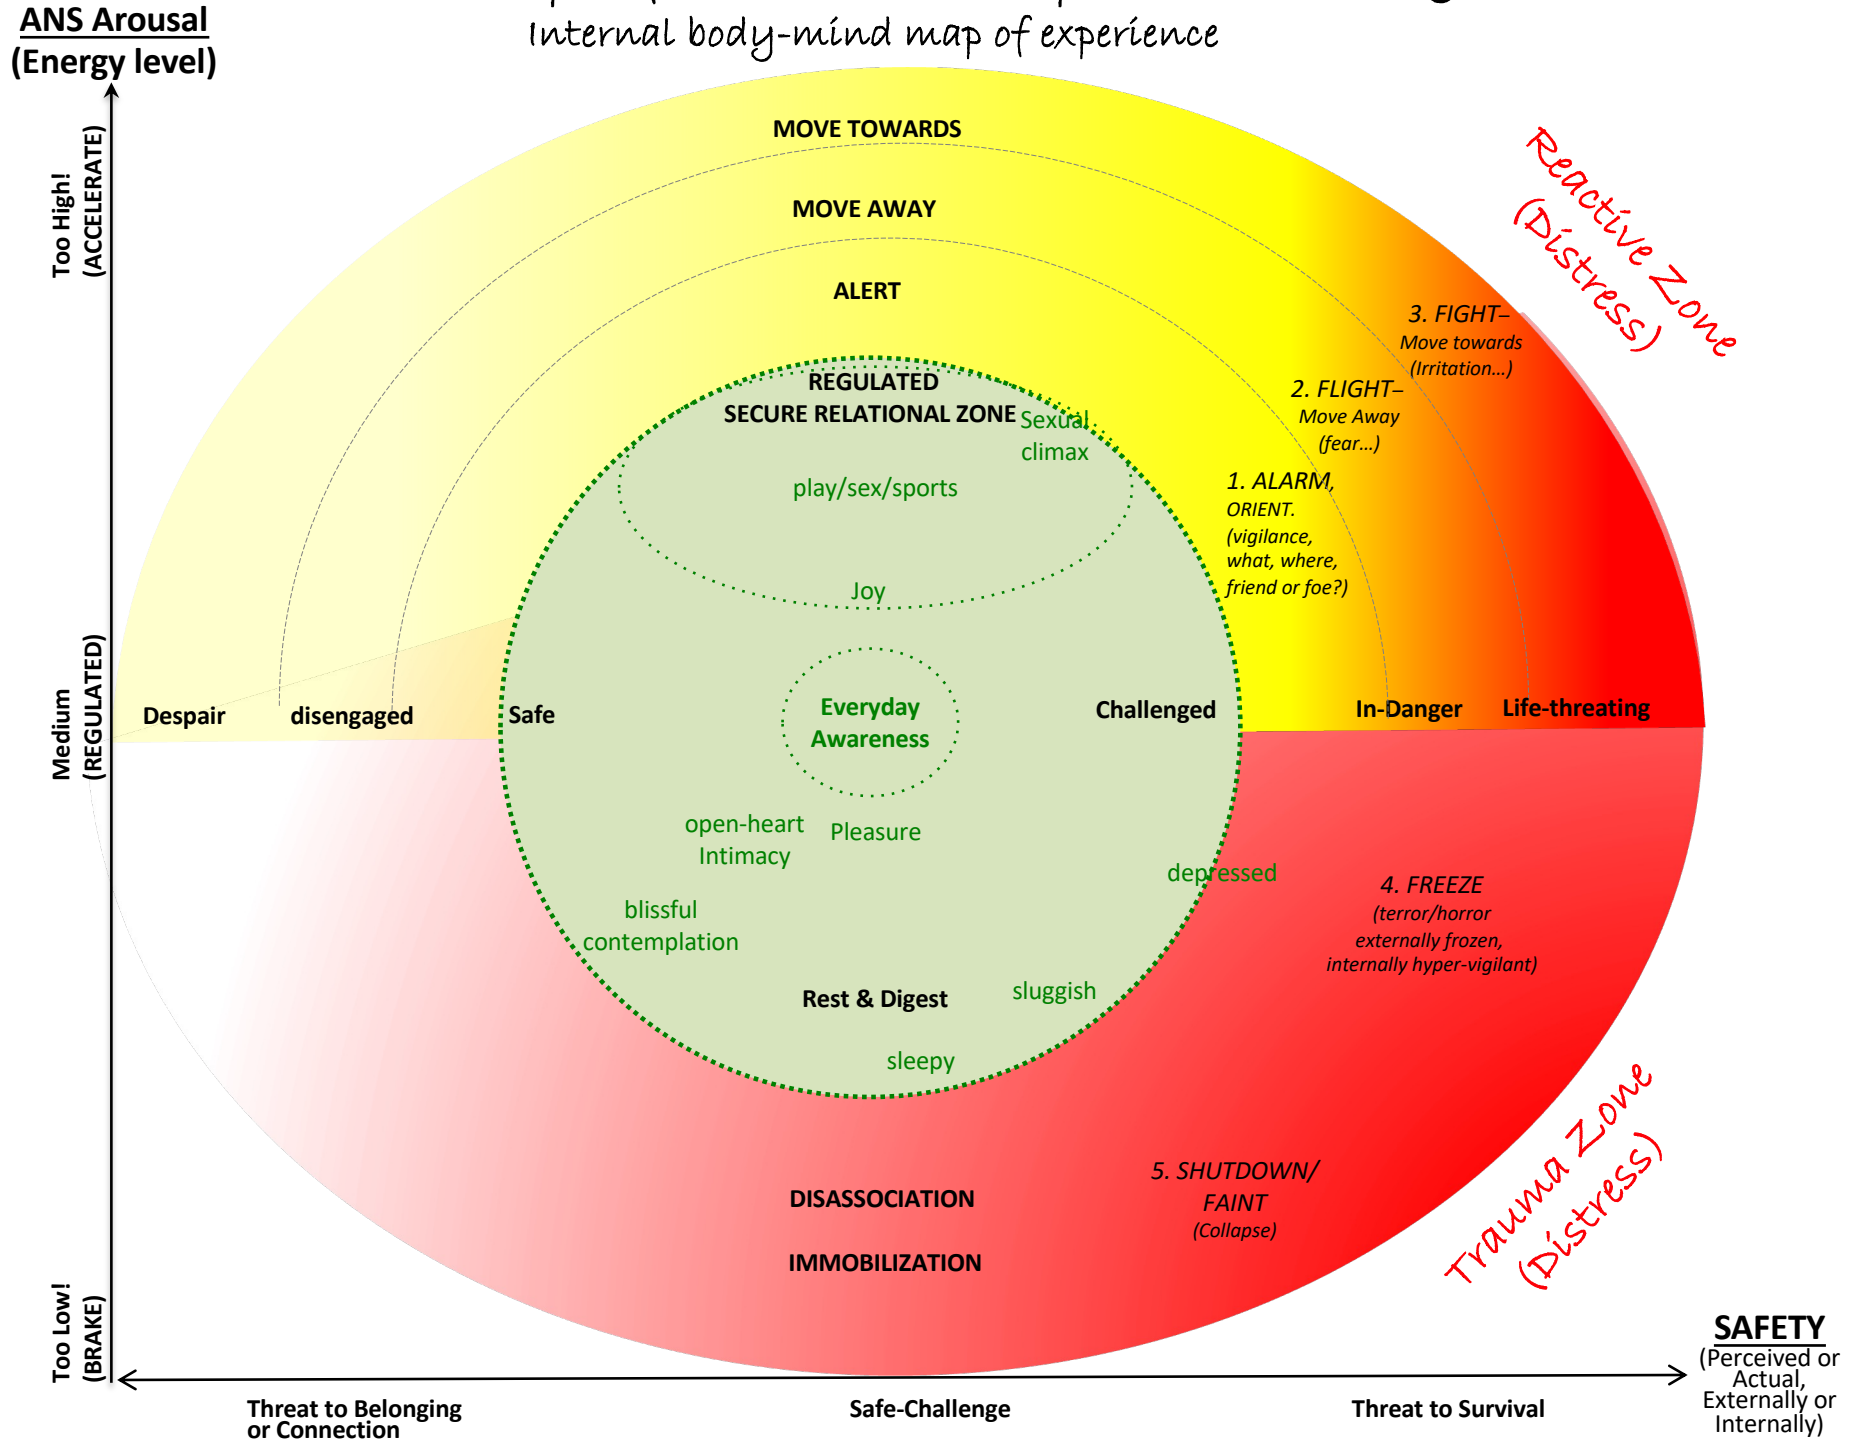 ANS Arousal
(Energy level)
Internal body-mind map of experience
Too High!
(ACCELERATE)
Medium
(REGULATED)
Too Low!
(BRAKE)
MOVE TOWARDS
MOVE AWAY
ALERT
Reactive Zone
(Distress)
3. FIGHT–
Move towards
(Irritation...)
2. FLIGHT–
Move Away
(fear...)
1. ALARM,
ORIENT.
(vigilance,
what, where,
friend or foe?)
REGULATED
SECURE RELATIONAL ZONE
Sexual
climax
play/sex/sports
Joy
Everyday
Awareness
Despair
disengaged
Safe
Challenged
In-Danger
Life-threating
open-heart
Intimacy
Pleasure
depressed
blissful
contemplation
Rest & Digest
sluggish
sleepy
4. FREEZE
(terror/horror
externally frozen,
internally hyper-vigilant)
5. SHUTDOWN/
FAINT
(Collapse)
DISASSOCIATION
IMMOBILIZATION
Trauma Zone
(Distress)
SAFETY
(Perceived or
Actual,
Externally or
Internally)
Threat to Belonging
or Connection
Safe-Challenge
Threat to Survival